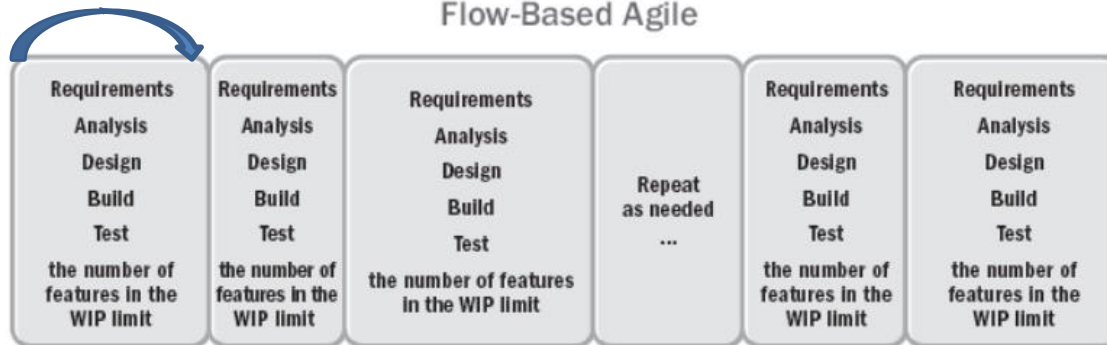 Flow-Based Agile
Requirements
Analysis
Design
Build
Test
the number of
features in the
WIP limit
Requirements
Analysis
Design
Build
Test
the number of
features in the
WIP limit
Requirements
Analysis
Design
Build
Test
the number of features
in the WIP limit
Repeat
as needed
...
Requirements
Analysis
Design
Build
Test
the number of
features in the
WIP limit
Requirements
Analysis
Design
Build
Test
the number of
features in the
WIP limit